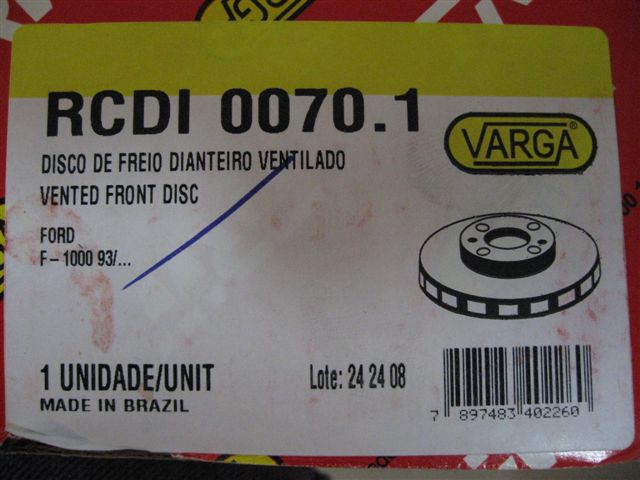 RCDI 0070.1
VARGA®
DISCO DE FREIO DIANTEIRO VENTILADO
VENTED FRONT DISC
FORD
F-1000 93/...
1 UNIDADE/UNIT
Lote: 24 24 08
MADE IN BRAZIL
7 897483 402260